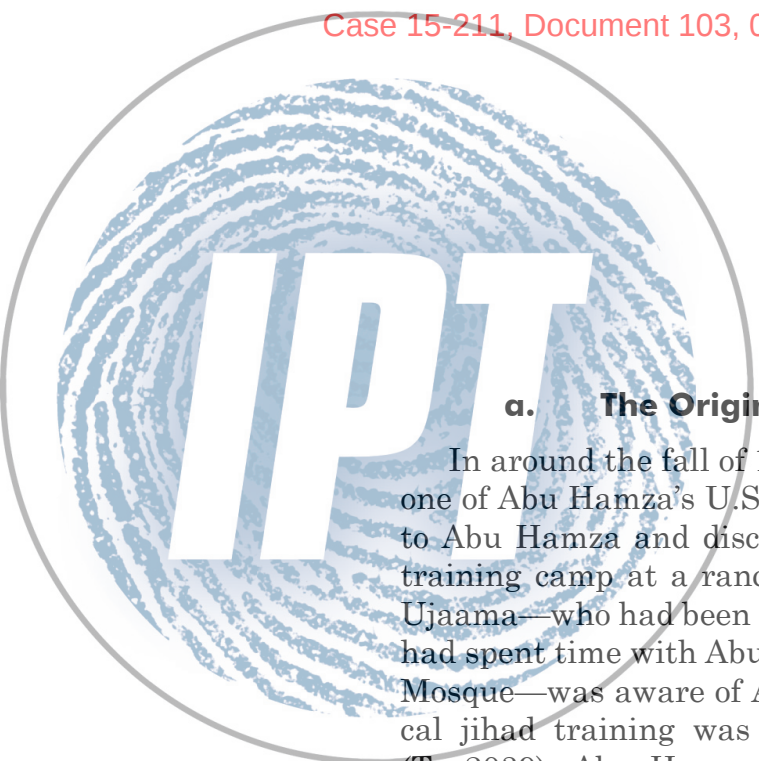 Case 15-211, Document 103, 0
IPT
a. The Origin
In around the fall of
one of Abu Hamza's U.S
to Abu Hamza and disc
training camp at a ranc
Ujaama—who had been
had spent time with Abu
Mosque—was aware of A
cal jihad training was